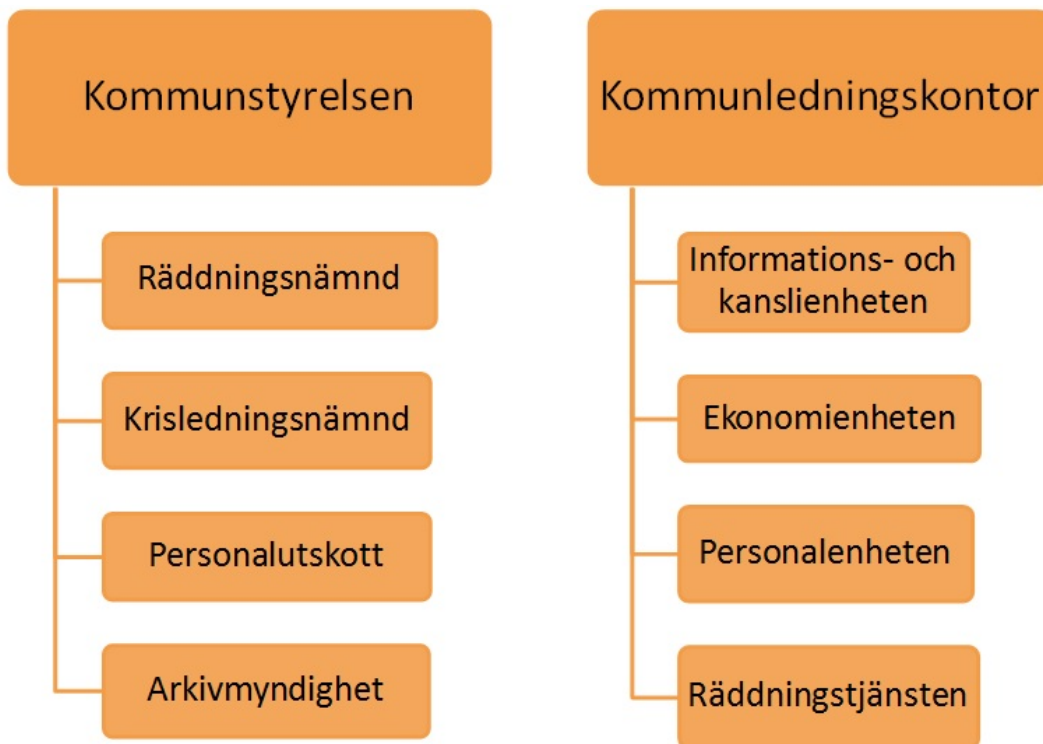 Kommunstyrelsen
Räddningsnämnd
Krisledningsnämnd
Personalutskott
Arkivmyndighet
Kommunledningskontor
Informations- och
kanslienheten
Ekonomienheten
Personalenheten
Räddningstjänsten